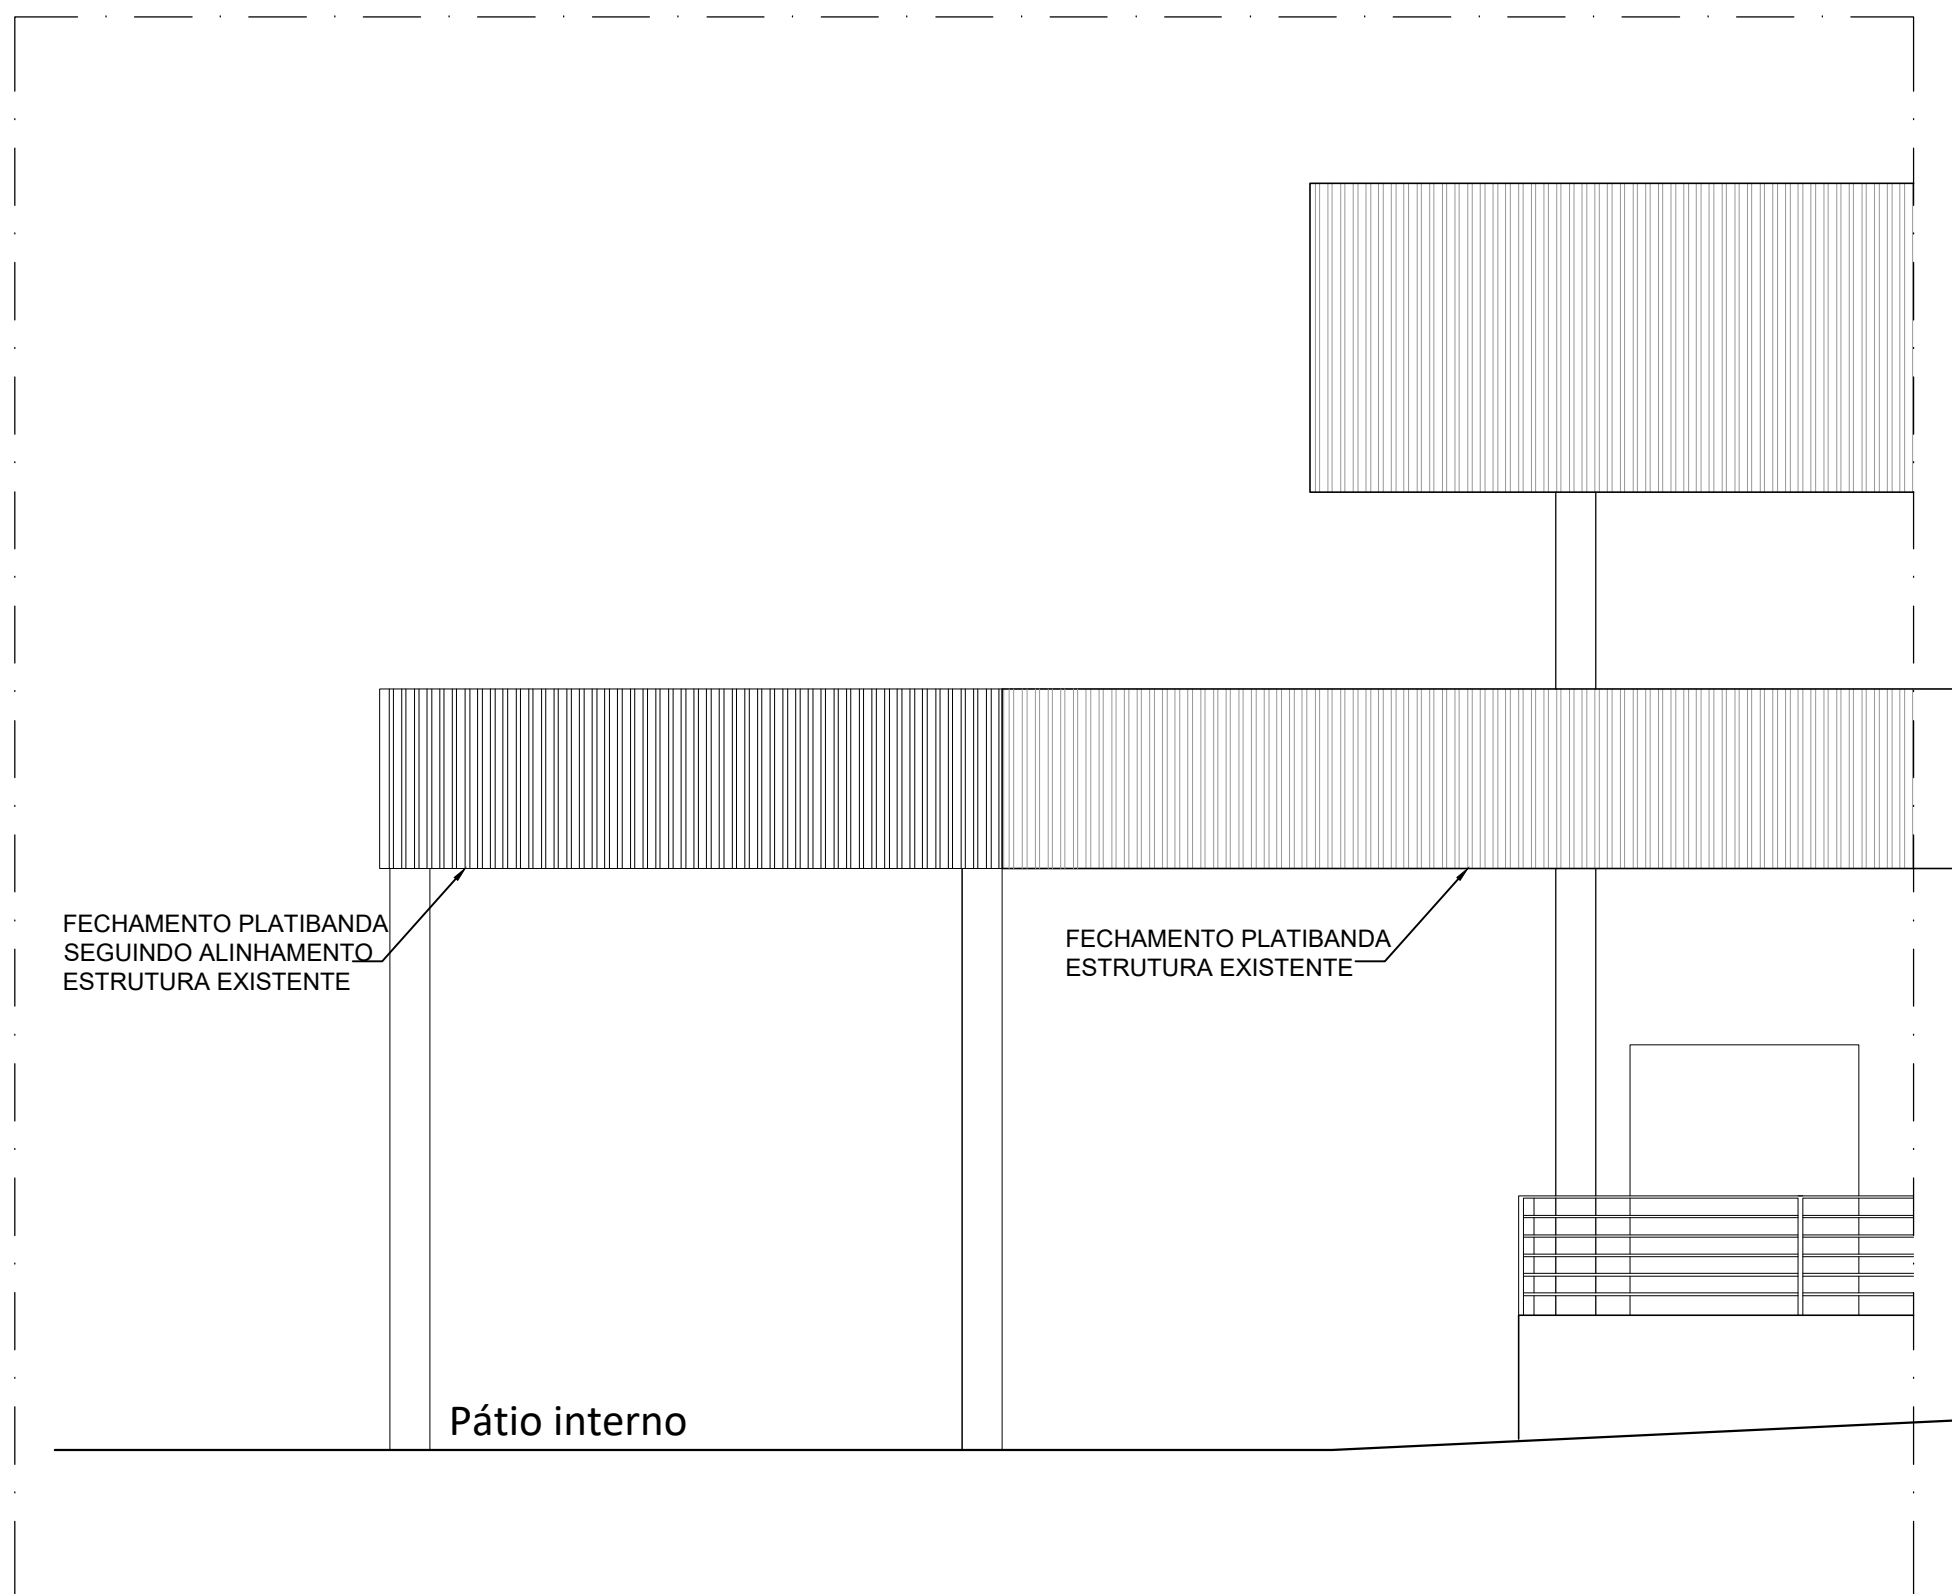 FECHAMENTO PLATIBANDA
SEGUINDO ALINHAMENTO
ESTRUTURA EXISTENTE
FECHAMENTO PLATIBANDA
ESTRUTURA EXISTENTE
Pátio interno